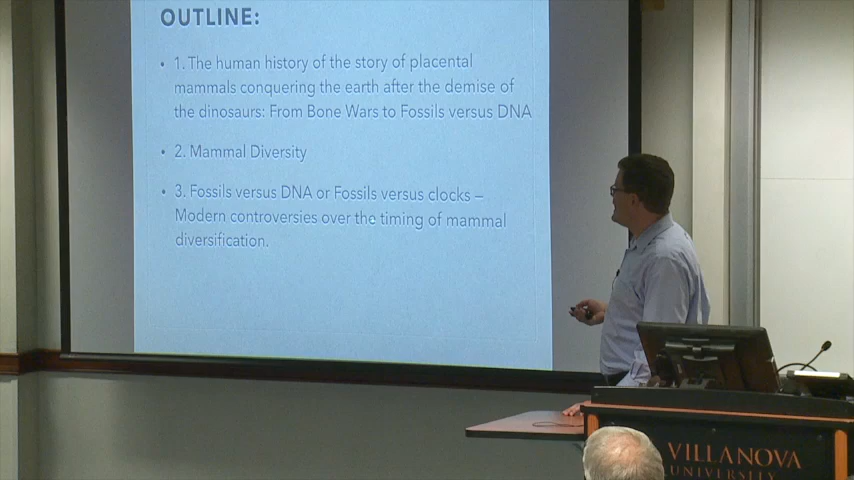 OUTLINE:
• 1. The human history of the story of placental
mammals conquering the earth after the demise of
the dinosaurs: From Bone Wars to Fossils versus DNA
• 2. Mammal Diversity
• 3. Fossils versus DNA or Fossils versus clocks –
Modern controversies over the timing of mammal
diversification.
VILLANOVA
UNIVERSITY